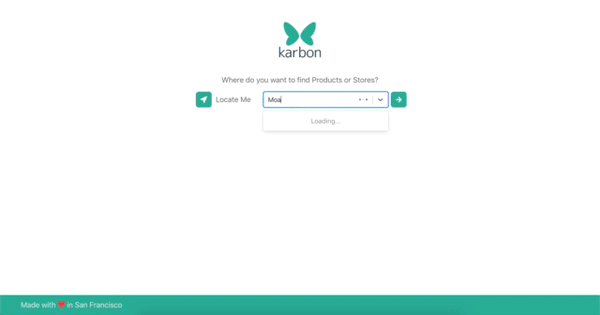 karbon
Where do you want to find Products or Stores?
Locate Me
Moa
Loading...
Made with ❤ in San Francisco